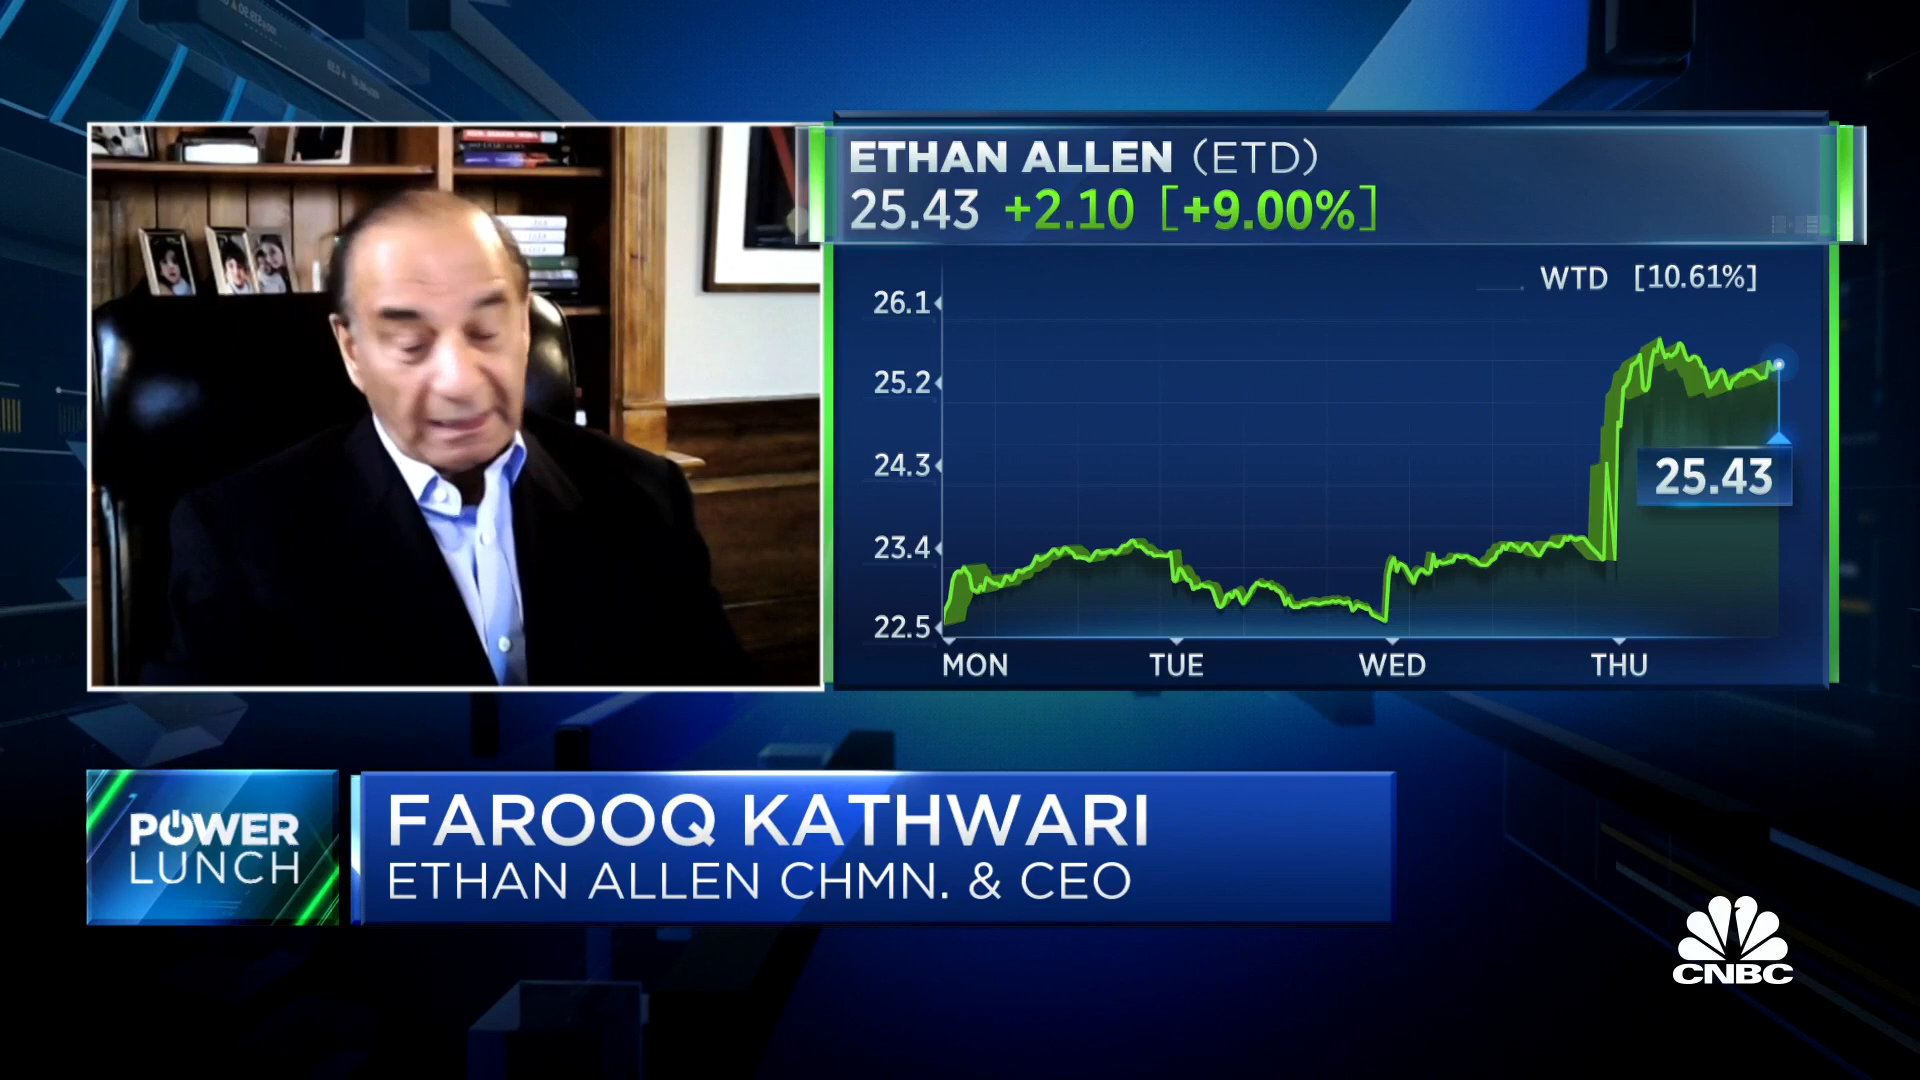 ETHAN ALLEN (ETD)
25.43 +2.10 [+9.00%]
WTD [10.61%]
26.1
25.2
24.3
23.4
22.5
25.43
MON TUE WED THU
POWER
LUNCH
FAROOQ KATHWARI
ETHAN ALLEN CHMN. & CEO
CNBC